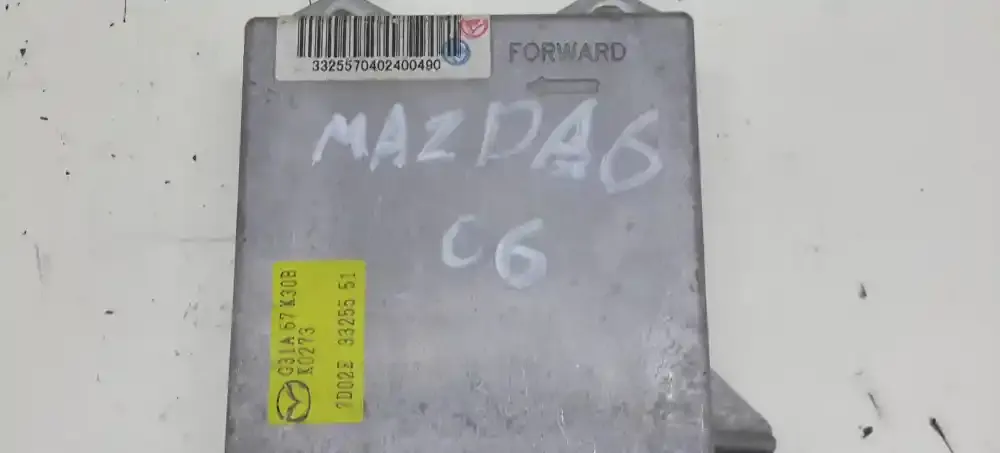 3325570402400490
FORWARD
MAZDA6
C6
G31A 57 K30B
K0273
7D02E 33255 51